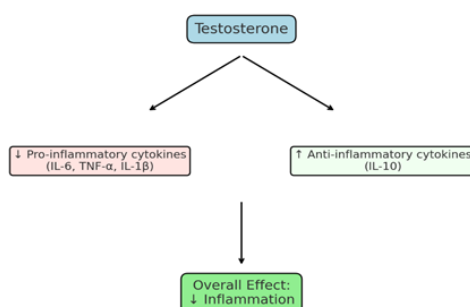 Testosterone
↓ Pro-inflammatory cytokines
(IL-6, TNF-α, IL-1β)
↑ Anti-inflammatory cytokines
(IL-10)
Overall Effect:
↓ Inflammation